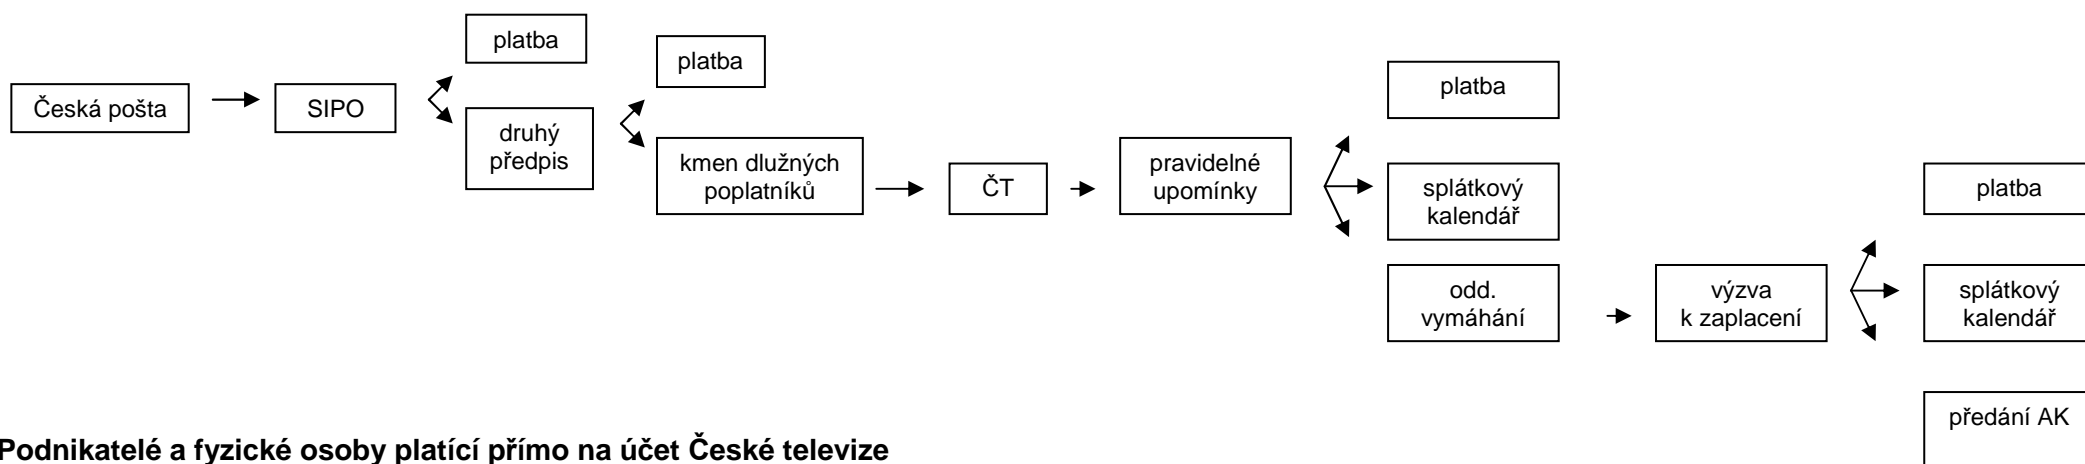 Česká pošta
SIPO
platba
druhý
předpis
platba
kmen dlužných
poplatníků
ČT
pravidelné
upomínky
platba
splátkový
kalendář
odd.
vymáhání
výzva
k zaplacení
platba
splátkový
kalendář
předání AK
Podnikatelé a fyzické osoby platící přímo na účet České televize